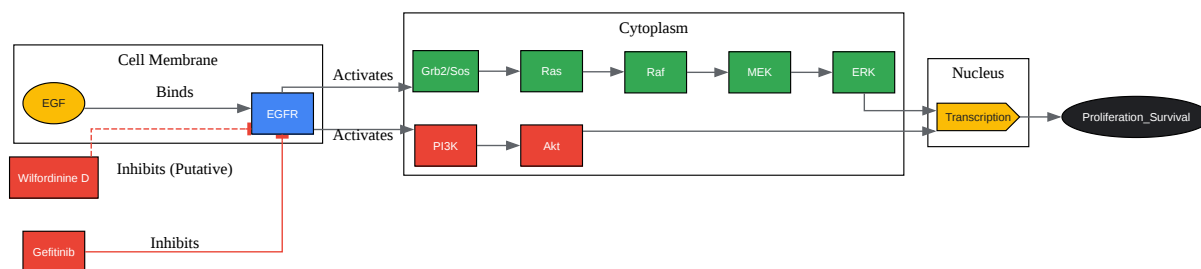 Cytoplasm
Cell Membrane
Grb2/Sos
Ras
Raf
MEK
ERK
Nucleus
Activates
Binds
EGF
EGFR
Transcription
Proliferation_Survival
Activates
PI3K
Akt
Inhibits (Putative)
Wilfordinine D
Inhibits
Gefitinib